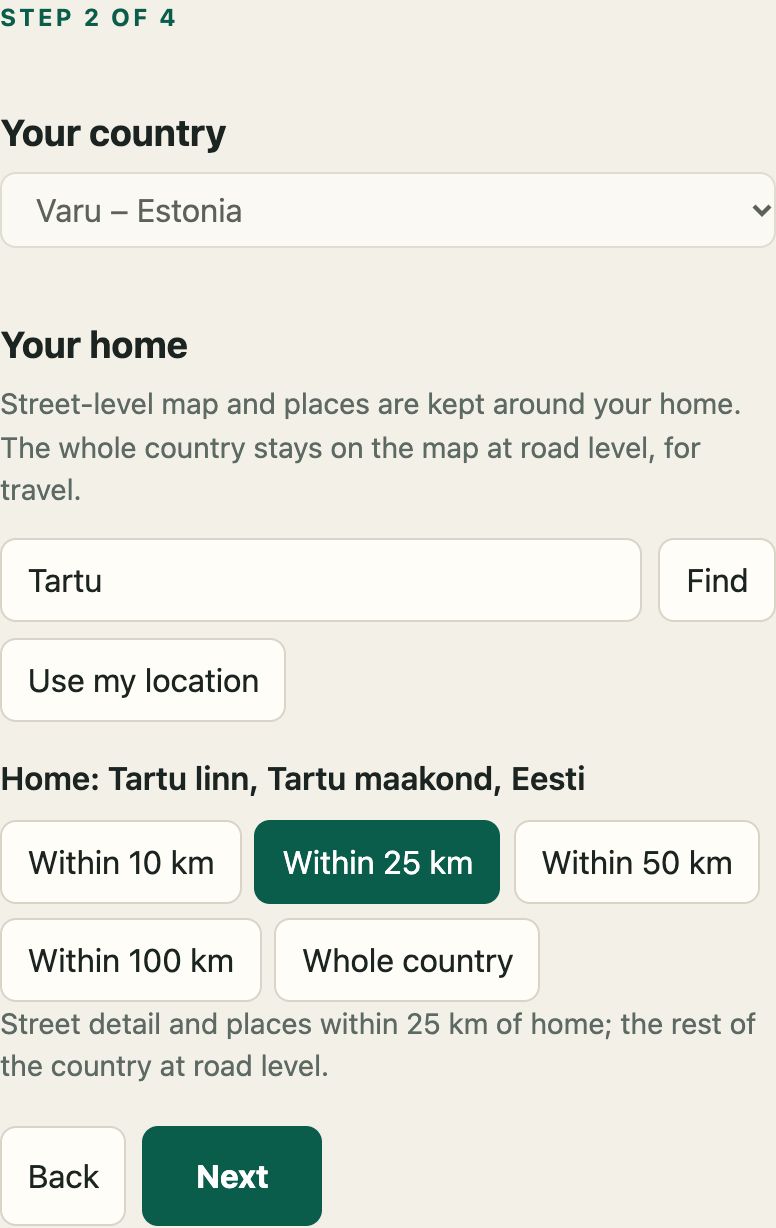 STEP 2 OF 4
Your country
Varu – Estonia
Your home
Street-level map and places are kept around your home.
The whole country stays on the map at road level, for
travel.
Tartu
Find
Use my location
Home: Tartu linn, Tartu maakond, Eesti
Within 10 km
Within 25 km
Within 50 km
Within 100 km
Whole country
Street detail and places within 25 km of home; the rest of
the country at road level.
Back
Next